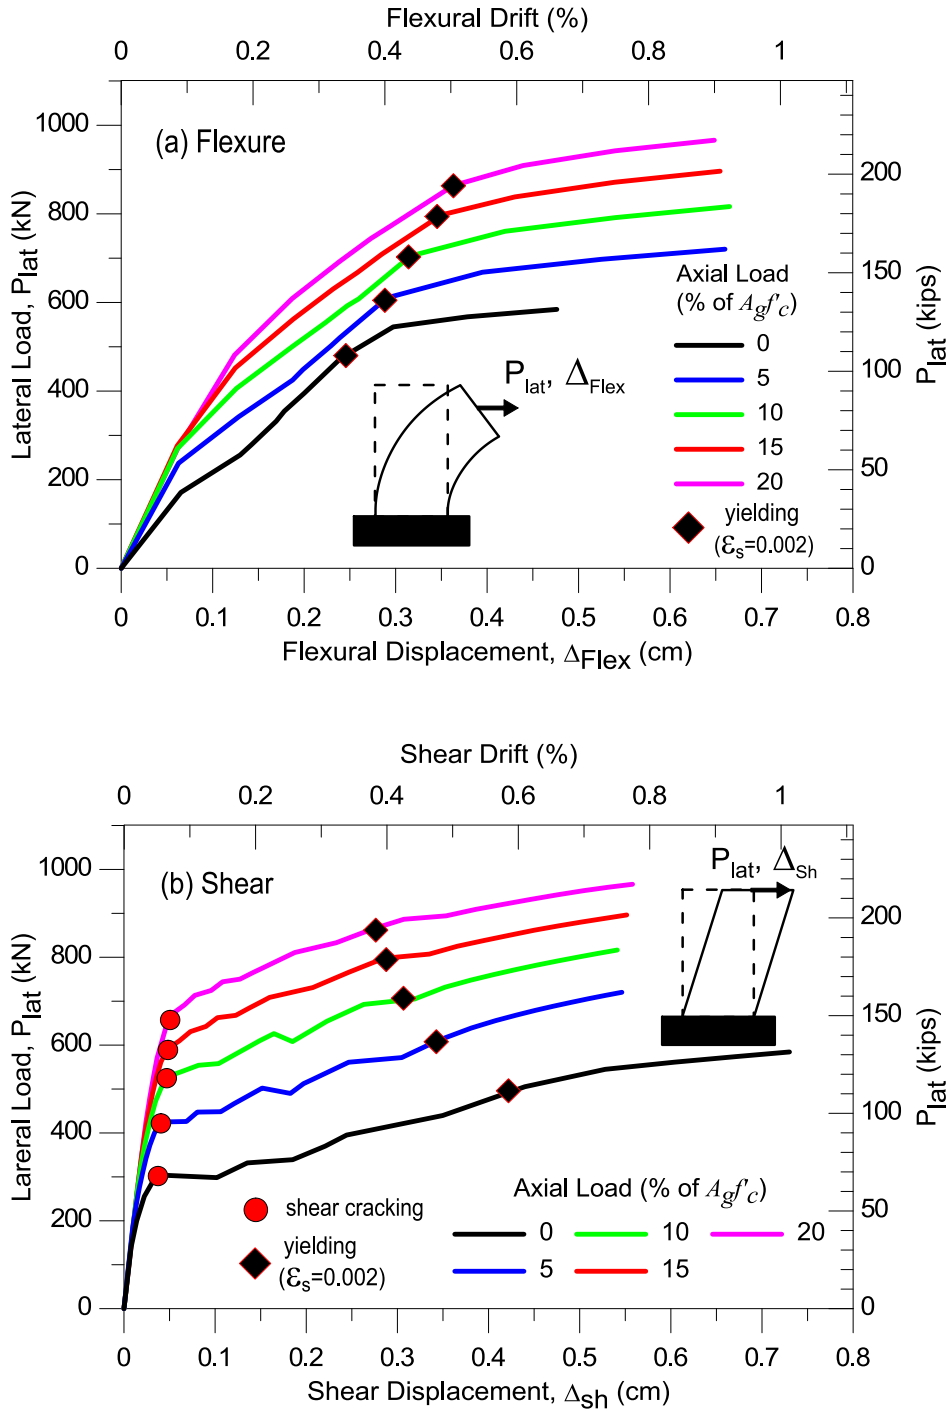 Flexural Drift (%)
0 0.2 0.4 0.6 0.8 1
(a) Flexure
Lateral Load, Plat (kN)
1000
800
600
400
200
0
Plat (kips)
200
150
100
50
0
Plat, ΔFlex
Axial Load
(% of Agf'c)
0
5
10
15
20
yielding
(εs=0.002)
0 0.1 0.2 0.3 0.4 0.5 0.6 0.7 0.8
Flexural Displacement, ΔFlex (cm)
Shear Drift (%)
0 0.2 0.4 0.6 0.8 1
(b) Shear
Lareral Load, Plat (kN)
1000
800
600
400
200
0
Plat (kips)
200
150
100
50
0
Plat, ΔSh
shear cracking
yielding
(εs=0.002)
Axial Load (% of Agf'c)
0 10 20
5 15
0 0.1 0.2 0.3 0.4 0.5 0.6 0.7 0.8
Shear Displacement, Δsh (cm)